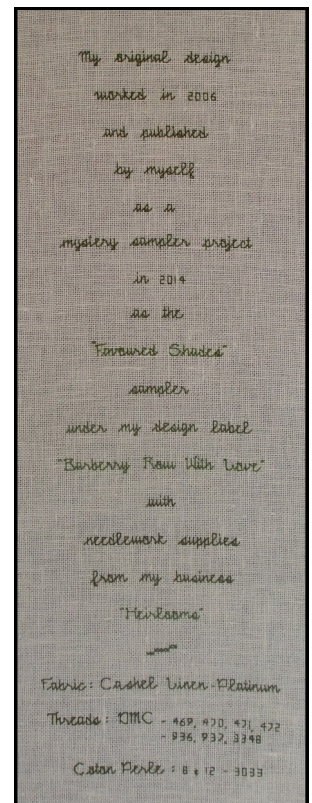 My original design
worked in 2006
and published
by myself
as a
mystery sampler project
in 2014
as the
"Favoured Shades"
sampler
under my design label
"Barberry Row With Love"
with
needlework supplies
from my business
"Heirlooms"
Fabric: Cashel Linen - Platinum
Threads: DMC - 469, 470, 471, 472
- 936, 937, 3348
Coton Perle : 8 & 12 - 3033